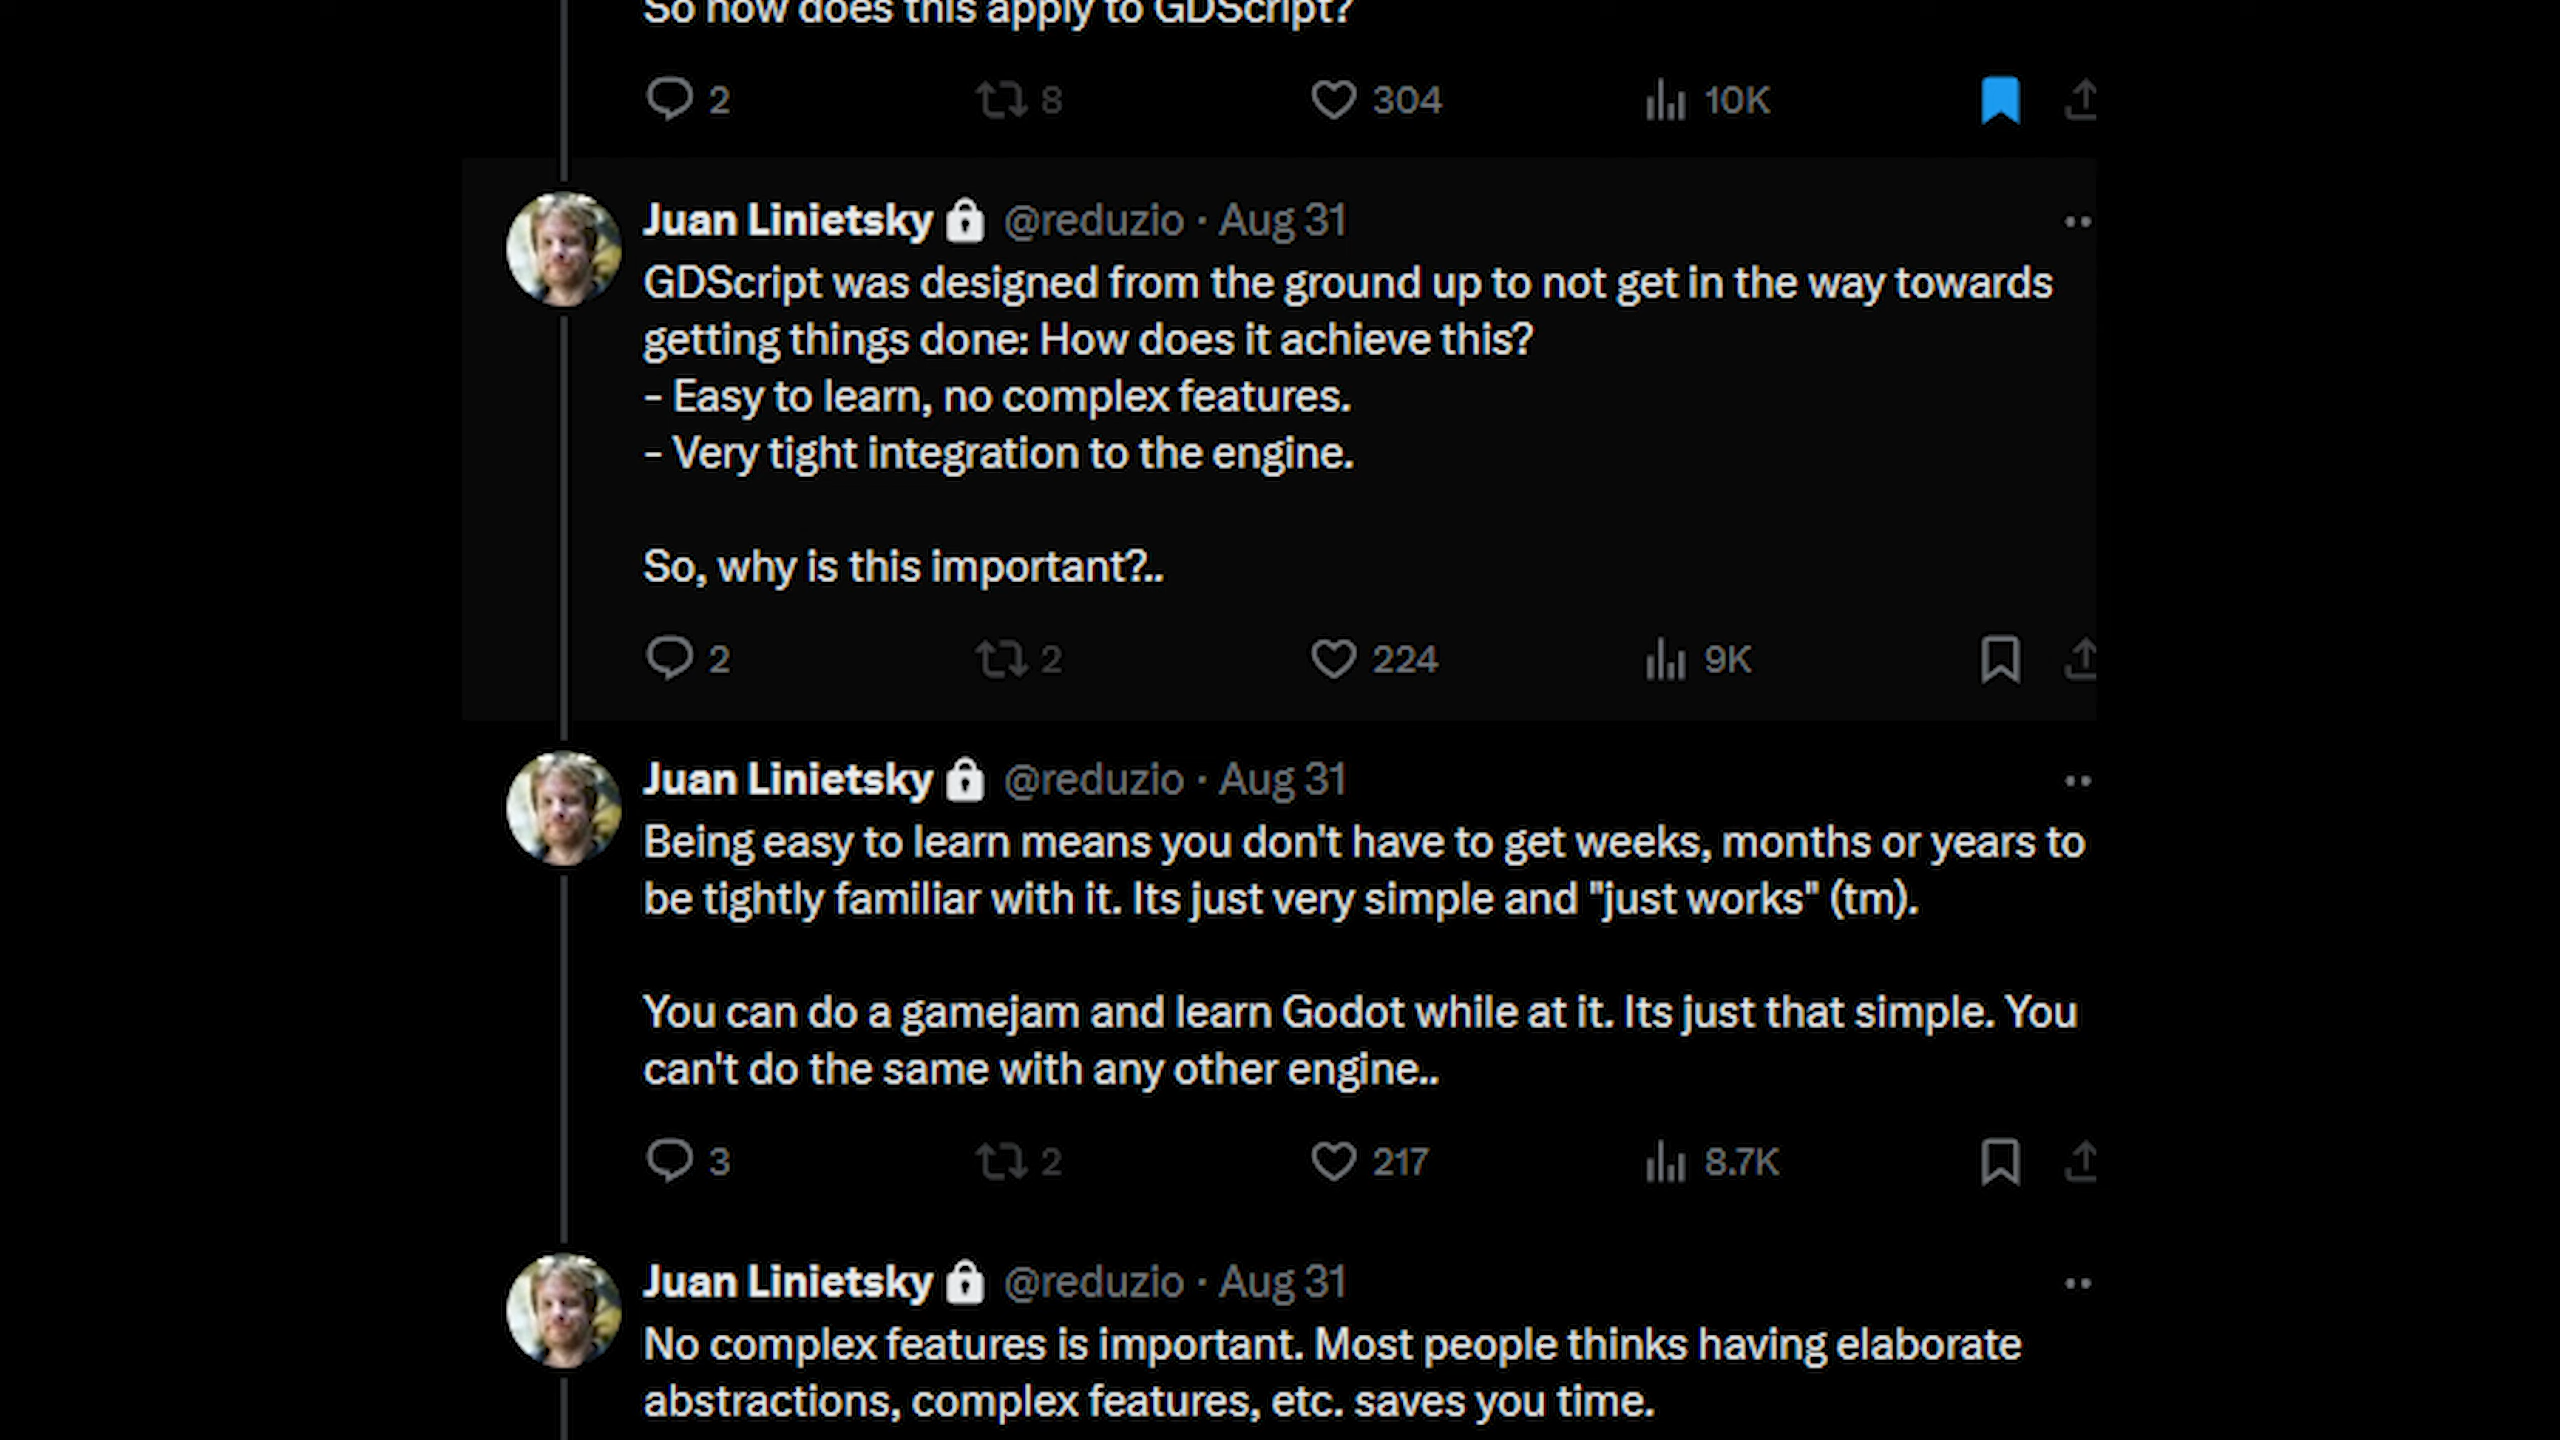 So how does this apply to GDScript?
2 8 304 10K
Juan Linietsky @reduzio · Aug 31
GDScript was designed from the ground up to not get in the way towards
getting things done: How does it achieve this?
- Easy to learn, no complex features.
- Very tight integration to the engine.
So, why is this important?..
2 2 224 9K
Juan Linietsky @reduzio · Aug 31
Being easy to learn means you don't have to get weeks, months or years to
be tightly familiar with it. Its just very simple and "just works" (tm).
You can do a gamejam and learn Godot while at it. Its just that simple. You
can't do the same with any other engine..
3 2 217 8.7K
Juan Linietsky @reduzio · Aug 31
No complex features is important. Most people thinks having elaborate
abstractions, complex features, etc. saves you time.